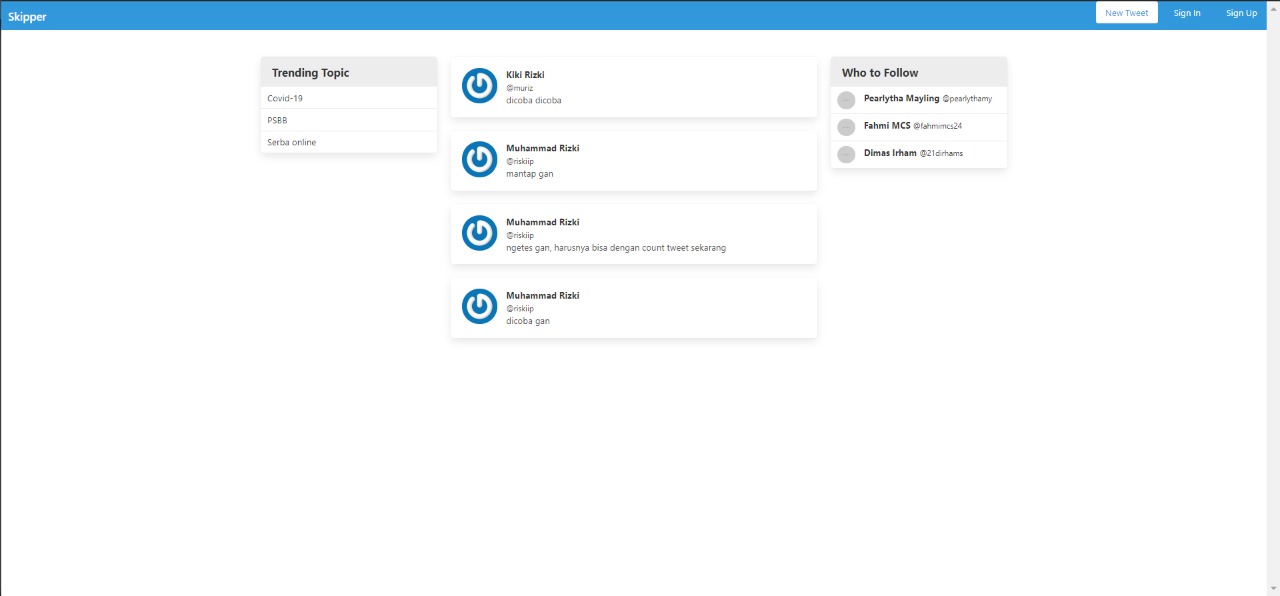 Skipper
New Tweet
Sign In
Sign Up
Trending Topic
Covid-19
PSBB
Serba online
Kiki Rizki
@muriz
dicoba dicoba
Muhammad Rizki
@riskiip
mantap gan
Muhammad Rizki
@riskiip
ngetes gan, harusnya bisa dengan count tweet sekarang
Muhammad Rizki
@riskiip
dicoba gan
Who to Follow
Pearlytha Mayling @pearlythamy
Fahmi MCS @fahmimcs24
Dimas Irham @21dirhams